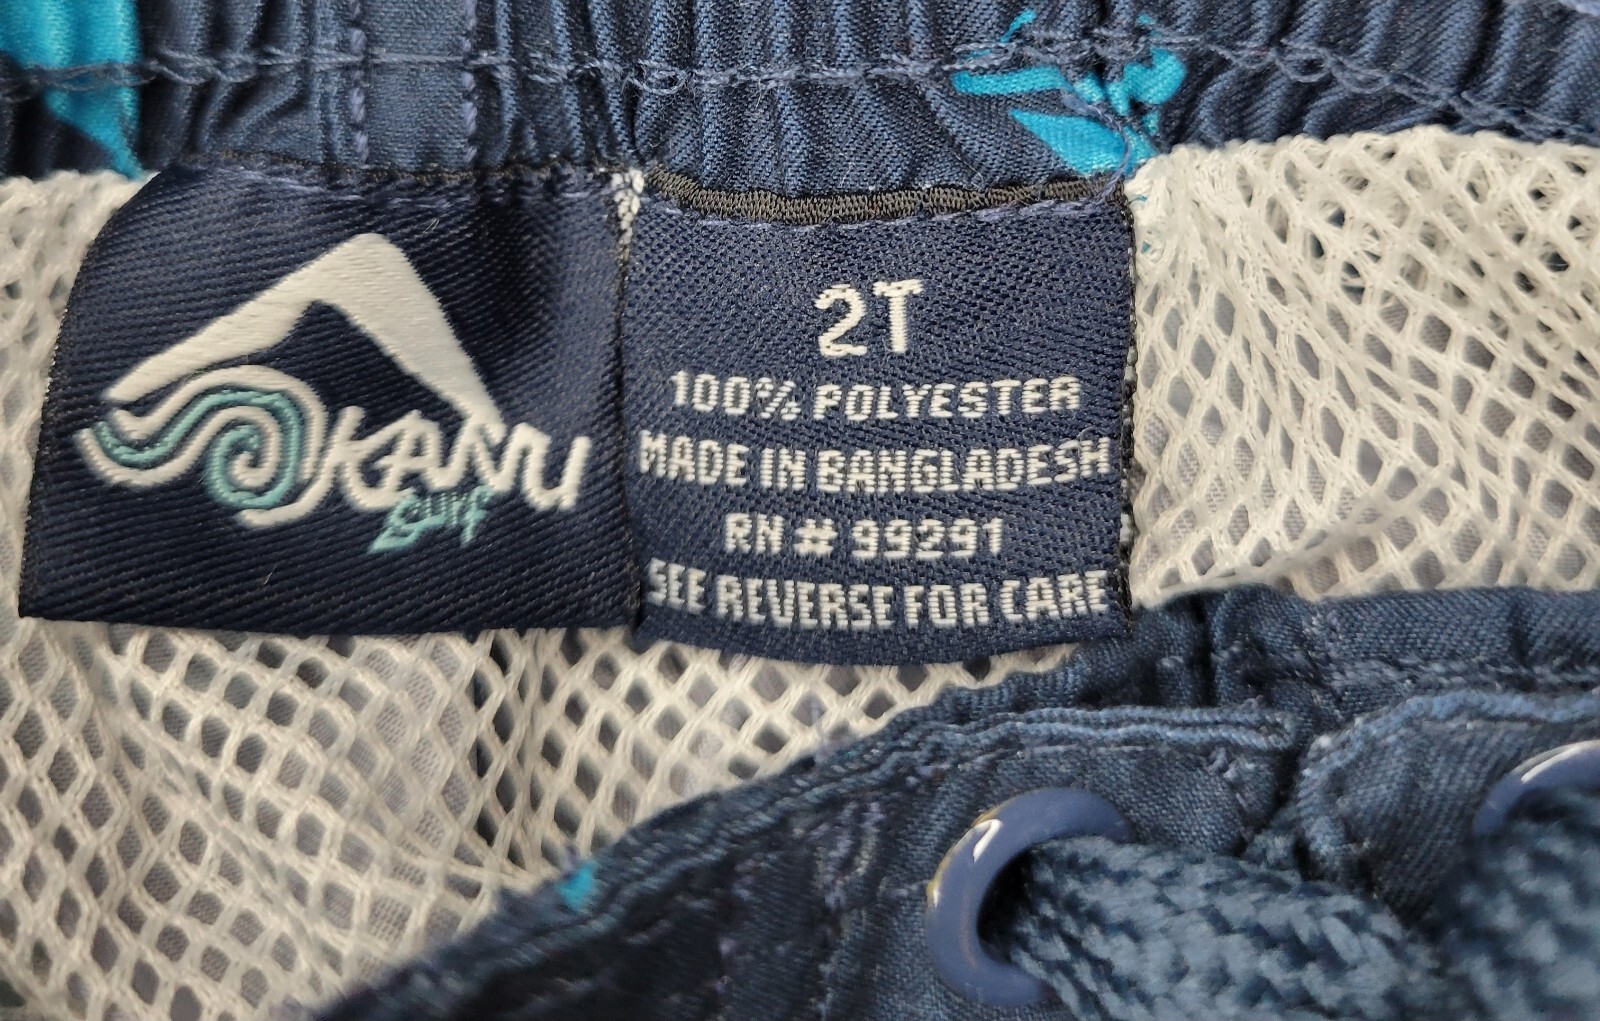 KANU
Surf
2T
100% POLYESTER
MADE IN BANGLADESH
RN # 99291
SEE REVERSE FOR CARE